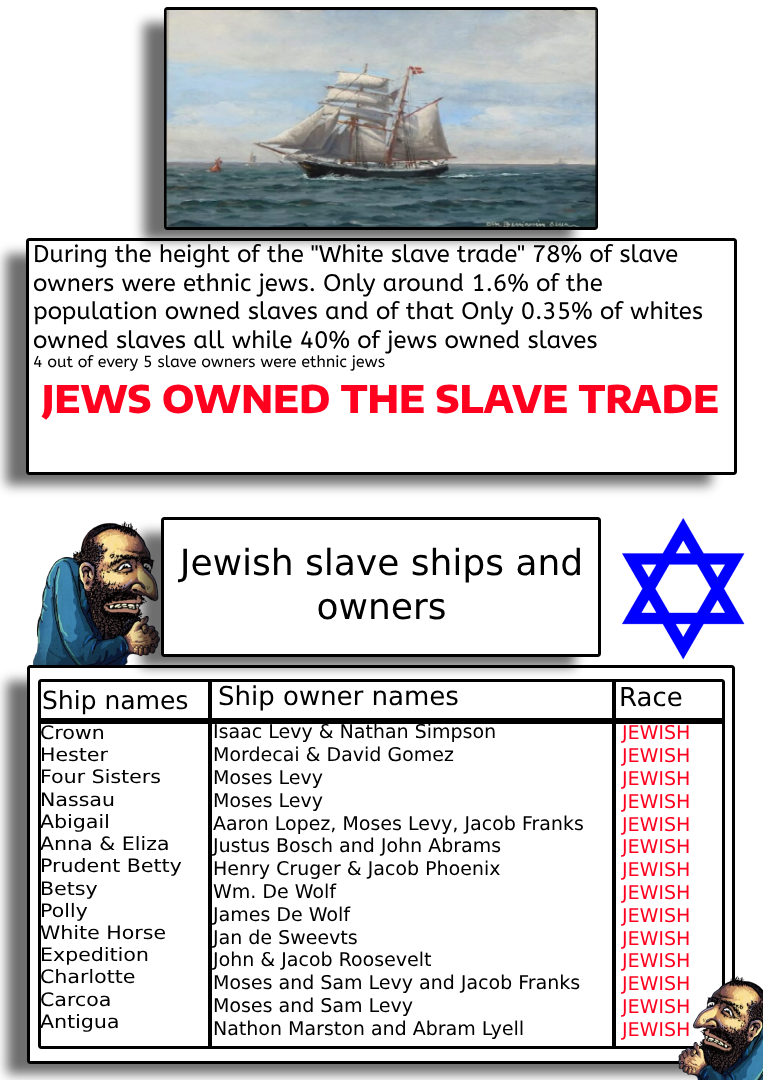 During the height of the "White slave trade" 78% of slave
owners were ethnic jews. Only around 1.6% of the
population owned slaves and of that Only 0.35% of whites
owned slaves all while 40% of jews owned slaves
4 out of every 5 slave owners were ethnic jews
JEWS OWNED THE SLAVE TRADE
Jewish slave ships and
owners
Ship names Ship owner names Race
Crown Isaac Levy & Nathan Simpson JEWISH
Hester Mordecai & David Gomez JEWISH
Four Sisters Moses Levy JEWISH
Nassau Moses Levy JEWISH
Abigail Aaron Lopez, Moses Levy, Jacob Franks JEWISH
Anna & Eliza Justus Bosch and John Abrams JEWISH
Prudent Betty Henry Cruger & Jacob Phoenix JEWISH
Betsy Wm. De Wolf JEWISH
Polly James De Wolf JEWISH
White Horse Jan de Sweevts JEWISH
Expedition John & Jacob Roosevelt JEWISH
Charlotte Moses and Sam Levy and Jacob Franks JEWISH
Carcoa Moses and Sam Levy JEWISH
Antigua Nathon Marston and Abram Lyell JEWISH